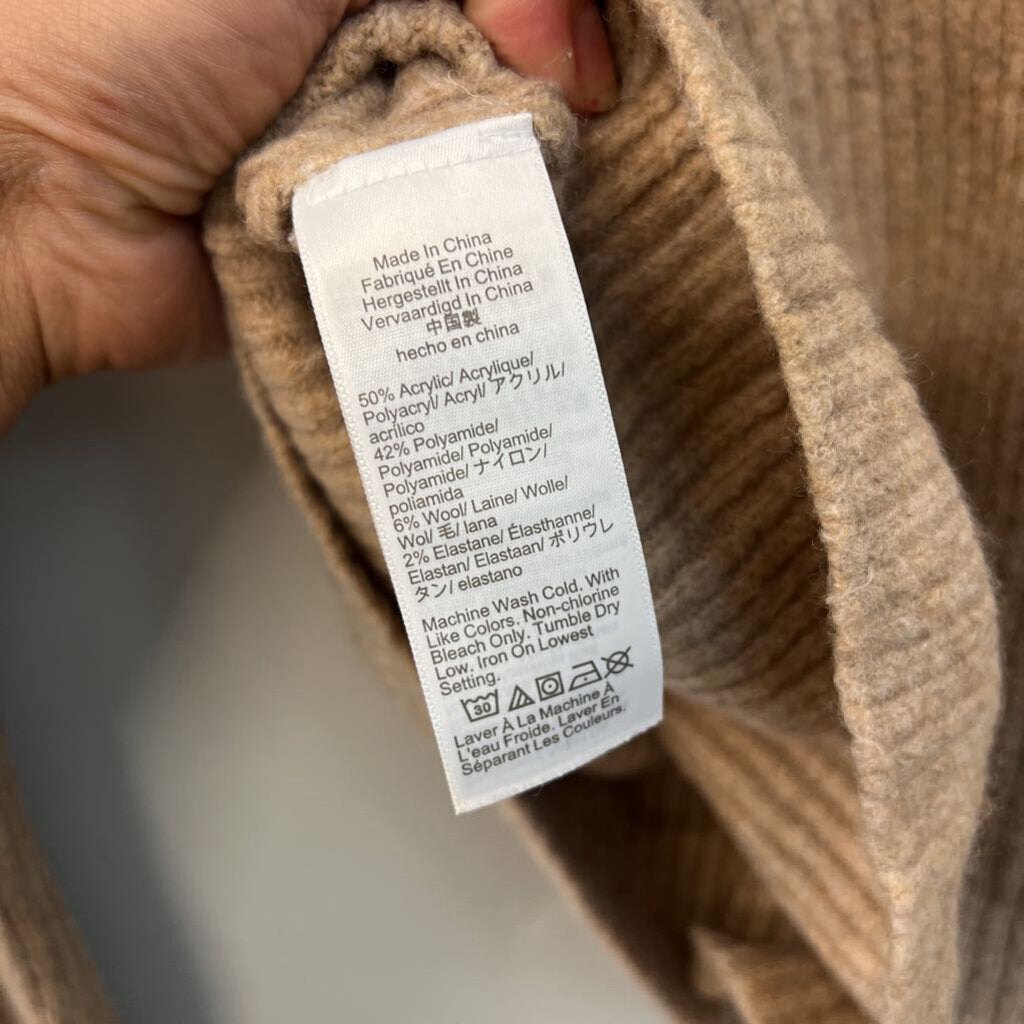 Made In China
Fabriqué En Chine
Hergestellt In China
Vervaardigd In China
中国製
hecho en china
50% Acrylic/ Acrylique/
Polyacryl/ Acryl/ アクリル/
acrílico
42% Polyamide/
Polyamide/ Polyamide/
Polyamide/ ナイロン/
poliamida
6% Wool/ Laine/ Wolle/
Wol/ 毛/ lana
2% Elastane/ Élasthanne/
Elastan/ Elastaan/ ポリウレ
タン/ elastano
Machine Wash Cold. With
Like Colors. Non-chlorine
Bleach Only. Tumble Dry
Low. Iron On Lowest
Setting.
30
Laver À La Machine À
L'eau Froide. Laver En
Séparant Les Couleurs.